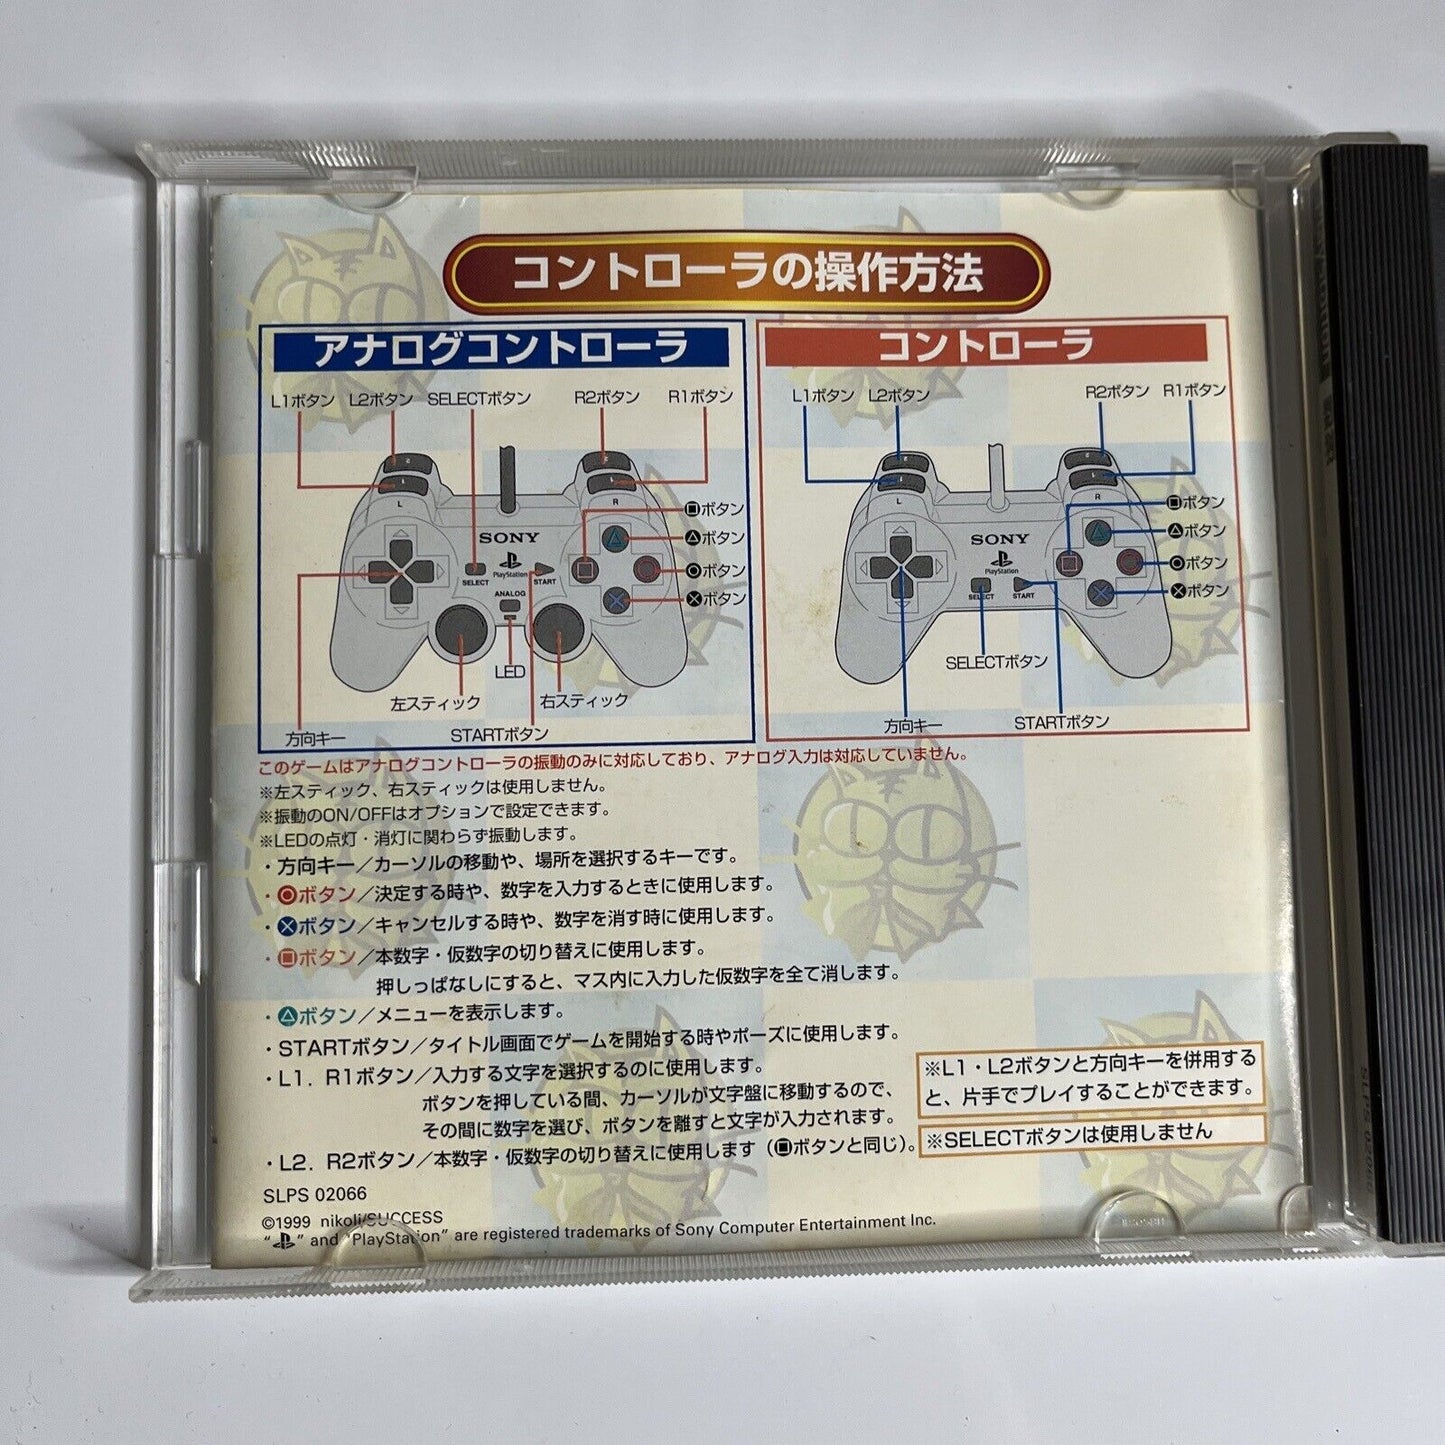 コントローラの操作方法
アナログコントローラ
L1ボタン L2ボタン SELECTボタン R2ボタン R1ボタン
2 2
1 1
L R
SONY
PlayStation
SELECT START
ANALOG
□ボタン
△ボタン
○ボタン
×ボタン
LED
左スティック 右スティック
方向キー STARTボタン
コントローラ
L1ボタン L2ボタン R2ボタン R1ボタン
2 2
1 1
L R
SONY
PlayStation
SELECT START
□ボタン
△ボタン
○ボタン
×ボタン
SELECTボタン
方向キー STARTボタン
このゲームはアナログコントローラの振動のみに対応しており、アナログ入力は対応していません。
※左スティック、右スティックは使用しません。
※振動のON/OFFはオプションで設定できます。
※LEDの点灯・消灯に関わらず振動します。
・方向キー／カーソルの移動や、場所を選択するキーです。
・○ボタン／決定する時や、数字を入力するときに使用します。
・×ボタン／キャンセルする時や、数字を消す時に使用します。
・□ボタン／本数字・仮数字の切り替えに使用します。
押しっぱなしにすると、マス内に入力した仮数字を全て消します。
・△ボタン／メニューを表示します。
・STARTボタン／タイトル画面でゲームを開始する時やポーズに使用します。
・L1．R1ボタン／入力する文字を選択するのに使用します。
ボタンを押している間、カーソルが文字盤に移動するので、
その間に数字を選び、ボタンを離すと文字が入力されます。
・L2．R2ボタン／本数字・仮数字の切り替えに使用します（□ボタンと同じ）。
※L1・L2ボタンと方向キーを併用する
と、片手でプレイすることができます。
※SELECTボタンは使用しません
SLPS 02066
©1999 nikoli/SUCCESS
" " and "PlayStation" are registered trademarks of Sony Computer Entertainment Inc.
SLPS 02066